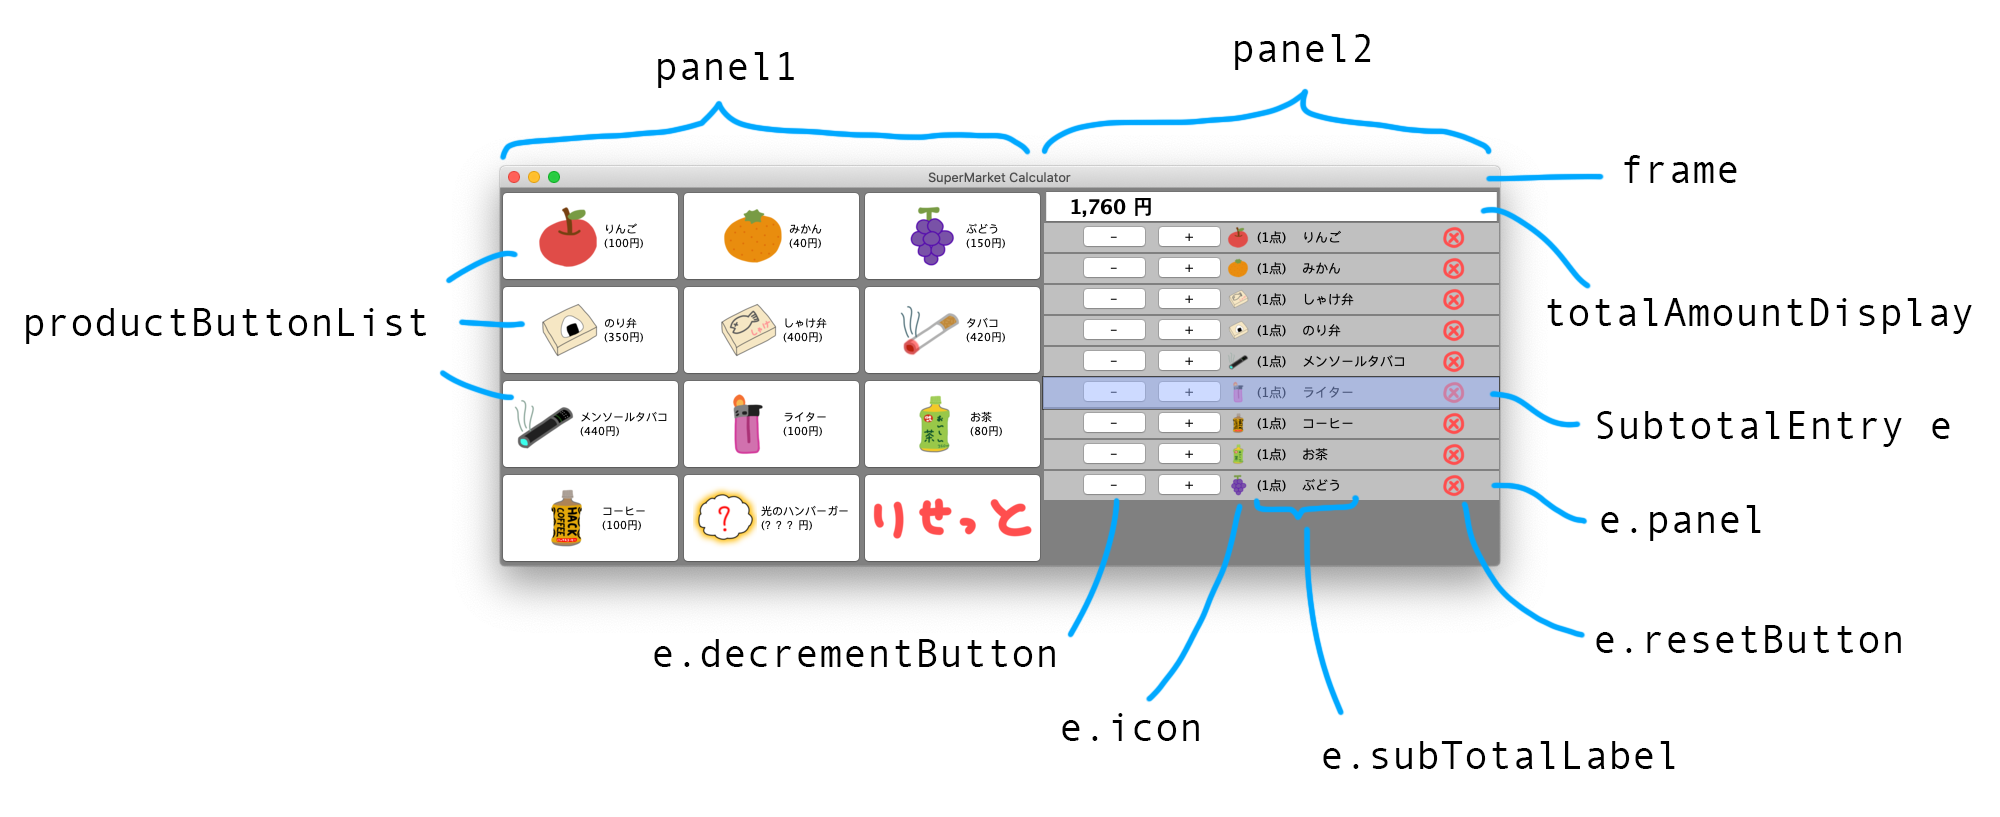 panel1
panel2
frame
SuperMarket Calculator
productButtonList
りんご
(100円)
みかん
(40円)
ぶどう
(150円)
のり弁
(350円)
しゃけ弁
(400円)
タバコ
(420円)
メンソールタバコ
(440円)
ライター
(100円)
お茶
(80円)
コーヒー
(100円)
?
光のハンバーガー
(? ? ? 円)
りせっと
HACK
COFFEE
しゃけ
茶
1,760 円
- + (1点) りんご
- + (1点) みかん
- + (1点) しゃけ弁
- + (1点) のり弁
- + (1点) メンソールタバコ
- + (1点) ライター
- + (1点) コーヒー
- + (1点) お茶
- + (1点) ぶどう
totalAmountDisplay
SubtotalEntry e
e.panel
e.resetButton
e.decrementButton
e.icon
e.subTotalLabel